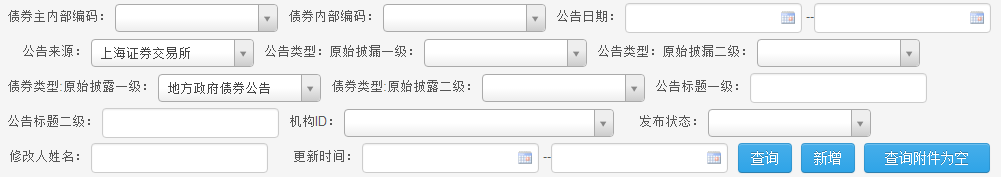 债券主内部编码： 债券内部编码： 公告日期： --
公告来源： 上海证券交易所 公告类型：原始披漏一级： 公告类型：原始披漏二级：
债券类型:原始披露一级： 地方政府债券公告 债券类型:原始披露二级： 公告标题一级：
公告标题二级： 机构ID： 发布状态：
修改人姓名： 更新时间： -- 查询 新增 查询附件为空